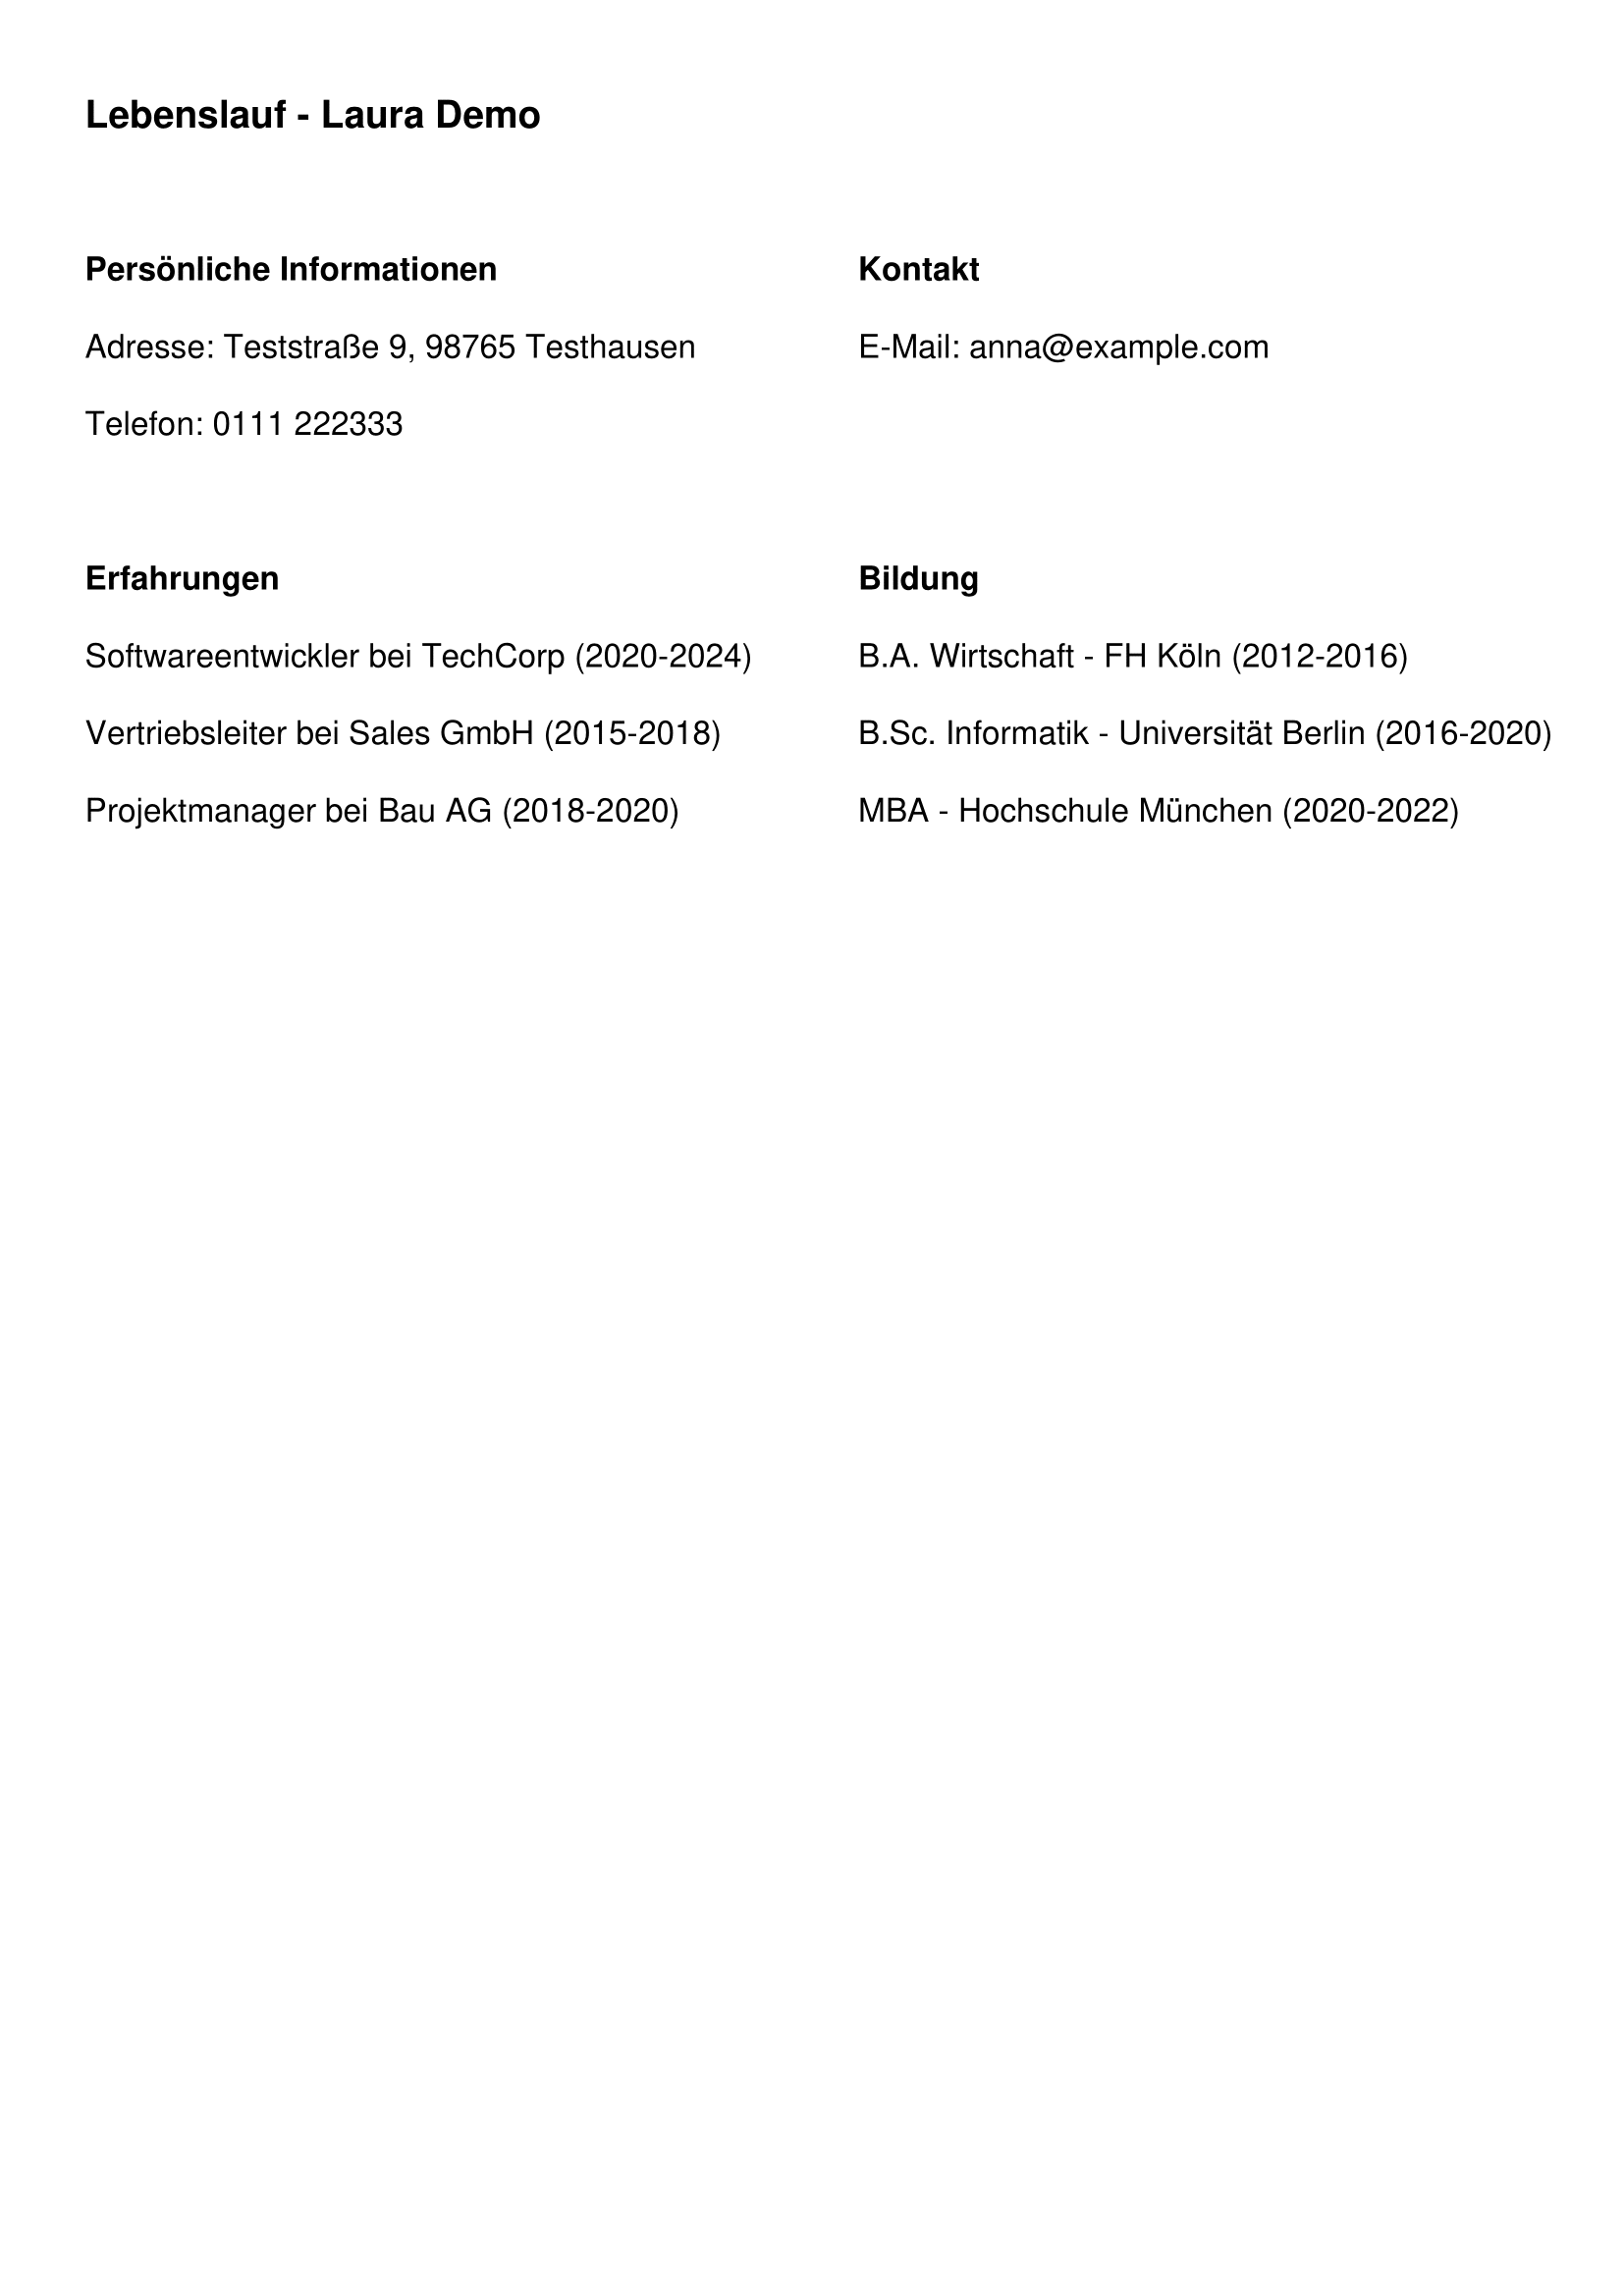 Lebenslauf - Laura Demo
Persönliche Informationen
Adresse: Teststraße 9, 98765 Testhausen
Telefon: 0111 222333
Kontakt
E-Mail: anna@example.com
Erfahrungen
Softwareentwickler bei TechCorp (2020-2024)
Vertriebsleiter bei Sales GmbH (2015-2018)
Projektmanager bei Bau AG (2018-2020)
Bildung
B.A. Wirtschaft - FH Köln (2012-2016)
B.Sc. Informatik - Universität Berlin (2016-2020)
MBA - Hochschule München (2020-2022)